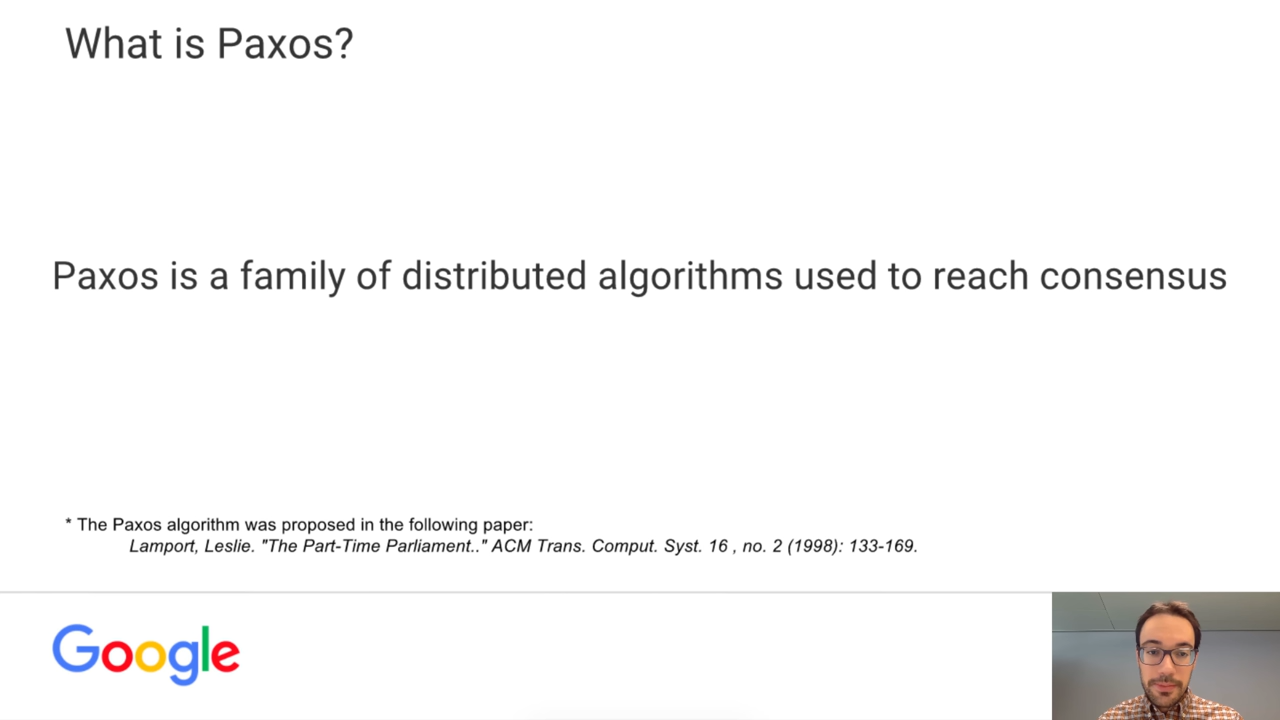 What is Paxos?
Paxos is a family of distributed algorithms used to reach consensus
* The Paxos algorithm was proposed in the following paper:
Lamport, Leslie. "The Part-Time Parliament.." ACM Trans. Comput. Syst. 16 , no. 2 (1998): 133-169.
Google